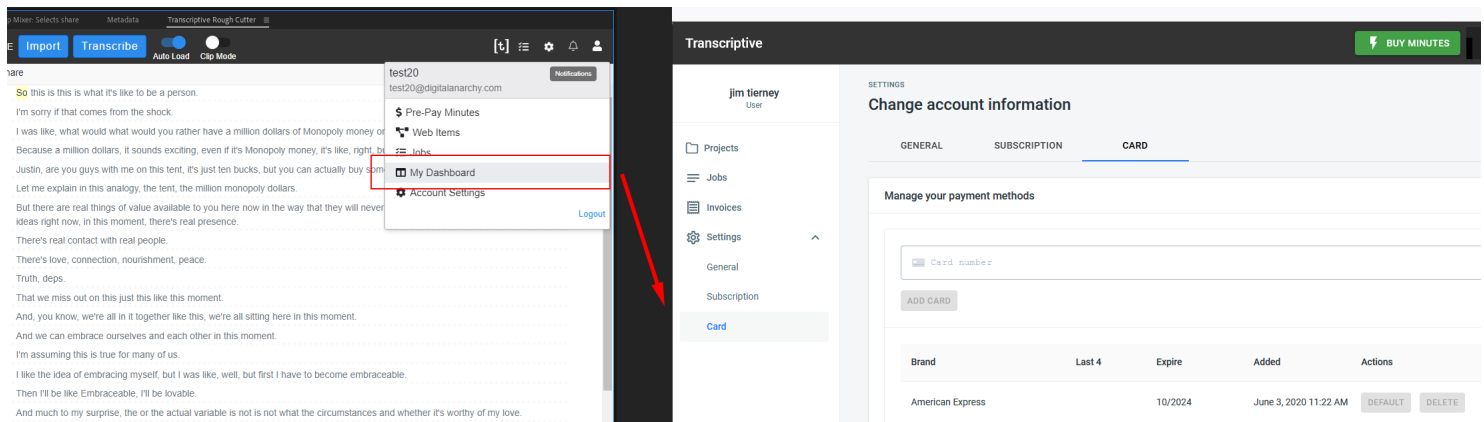 p Mixer: Selects share Metadata Transcriptive Rough Cutter
E Import Transcribe Auto Load Clip Mode [t]
hare
So this is this is what it's like to be a person.
I'm sorry if that comes from the shock.
I was like, what would what would you rather have a million dollars of Monopoly money or
Because a million dollars, it sounds exciting, even if it's Monopoly money, it's like, right, bu
Justin, are you guys with me on this tent, it's just ten bucks, but you can actually buy som
Let me explain in this analogy, the tent, the million monopoly dollars.
But there are real things of value available to you here now in the way that they will never
ideas right now, in this moment, there's real presence.
There's real contact with real people.
There's love, connection, nourishment, peace.
Truth, deps.
That we miss out on this just this like this moment.
And, you know, we're all in it together like this, we're all sitting here in this moment.
And we can embrace ourselves and each other in this moment.
I'm assuming this is true for many of us.
I like the idea of embracing myself, but I was like, well, but first I have to become embraceable.
Then I'll be like Embraceable, I'll be lovable.
And much to my surprise, the or the actual variable is not is not what the circumstances and whether it's worthy of my love.
test20 Notifications
test20@digitalanarchy.com
$ Pre-Pay Minutes
Web Items
Jobs
My Dashboard
Account Settings
Logout
Transcriptive BUY MINUTES
jim tierney
User
Projects
Jobs
Invoices
Settings
General
Subscription
Card
SETTINGS
Change account information
GENERAL SUBSCRIPTION CARD
Manage your payment methods
Card number
ADD CARD
Brand Last 4 Expire Added Actions
American Express 10/2024 June 3, 2020 11:22 AM DEFAULT DELETE